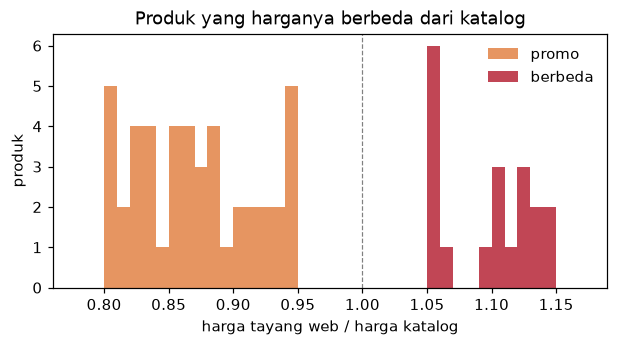 Produk yang harganya berbeda dari katalog
promo
berbeda
produk
6
5
4
3
2
1
0
0.80 0.85 0.90 0.95 1.00 1.05 1.10 1.15
harga tayang web / harga katalog